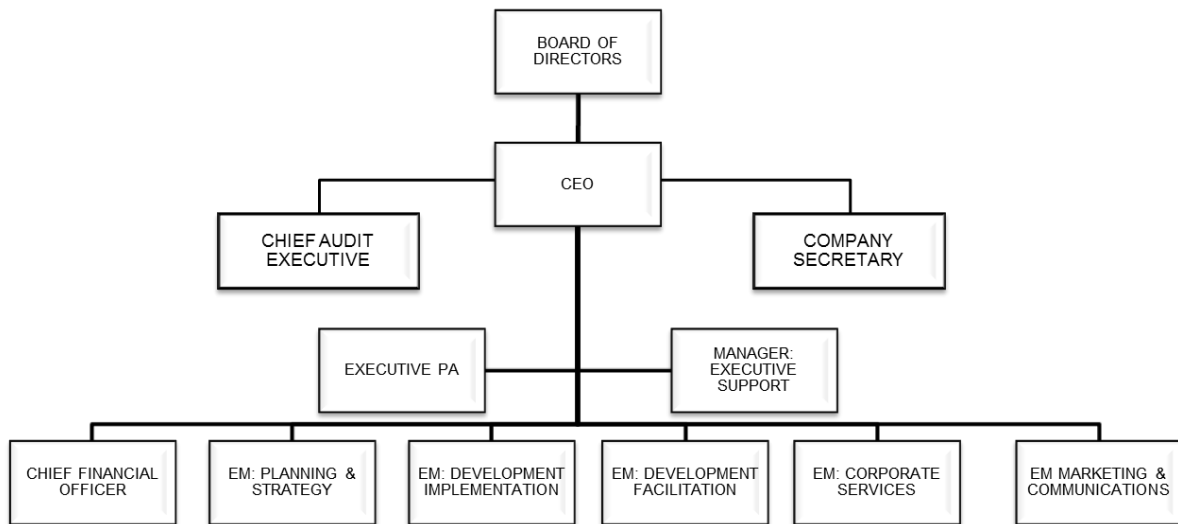 BOARD OF
DIRECTORS
CEO
CHIEF AUDIT
EXECUTIVE
COMPANY
SECRETARY
EXECUTIVE PA
MANAGER:
EXECUTIVE
SUPPORT
CHIEF FINANCIAL
OFFICER
EM: PLANNING &
STRATEGY
EM: DEVELOPMENT
IMPLEMENTATION
EM: DEVELOPMENT
FACILITATION
EM: CORPORATE
SERVICES
EM MARKETING &
COMMUNICATIONS